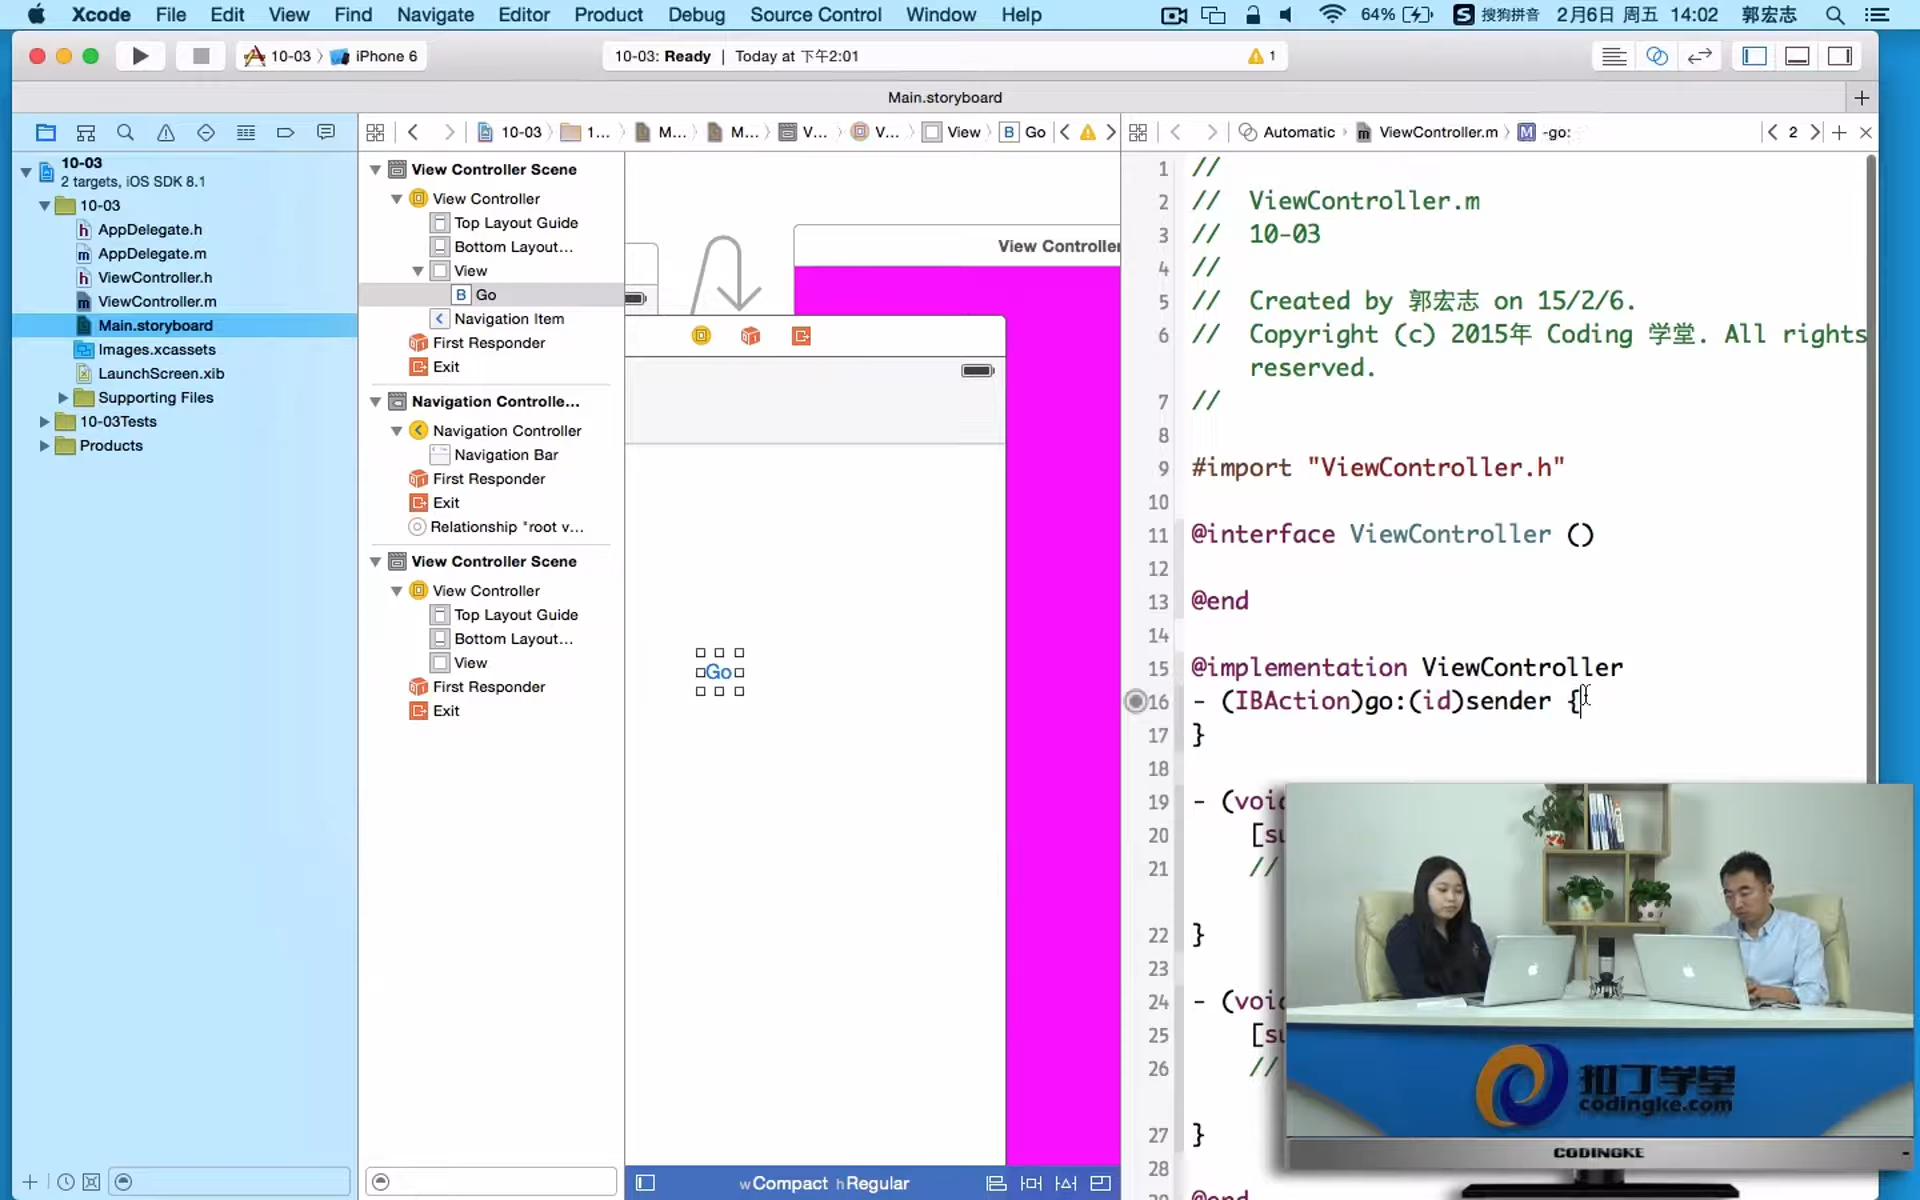 Xcode File Edit View Find Navigate Editor Product Debug Source Control Window Help 64% S 搜狗拼音 2月6日 周五 14:02 郭宏志
10-03 iPhone 6 10-03: Ready | Today at 下午2:01 1
Main.storyboard
10-03 1... M... M... V... V... View B Go Automatic ViewController.m M -go: 2
10-03
2 targets, iOS SDK 8.1
10-03
h AppDelegate.h
m AppDelegate.m
h ViewController.h
m ViewController.m
Main.storyboard
Images.xcassets
LaunchScreen.xib
Supporting Files
10-03Tests
Products
View Controller Scene
View Controller
Top Layout Guide
Bottom Layout...
View
B Go
Navigation Item
First Responder
Exit
Navigation Controlle...
Navigation Controller
Navigation Bar
First Responder
Exit
Relationship "root v...
View Controller Scene
View Controller
Top Layout Guide
Bottom Layout...
View
First Responder
Exit
View Controller
Go
wCompact hRegular
1 //
2 // ViewController.m
3 // 10-03
4 //
5 // Created by 郭宏志 on 15/2/6.
6 // Copyright (c) 2015年 Coding 学堂. All rights
reserved.
7 //
8
9 #import "ViewController.h"
10
11 @interface ViewController ()
12
13 @end
14
15 @implementation ViewController
16 - (IBAction)go:(id)sender {
17 }
18
19 - (void
20 [su
21 //
22 }
23
24 - (void
25 [su
26 //
27 }
28
@end
扣丁学堂
codingke.com
CODINGKE